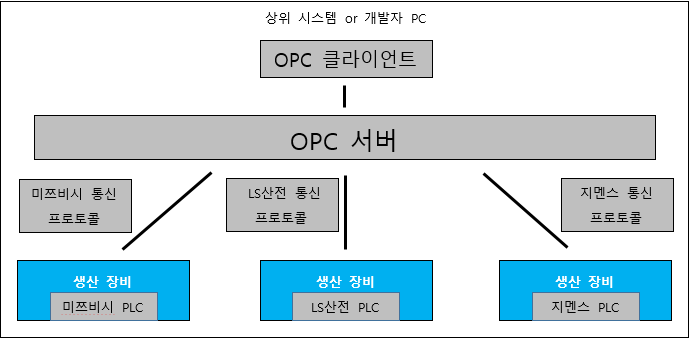 상위 시스템 or 개발자 PC
OPC 클라이언트
OPC 서버
미쯔비시 통신
프로토콜
LS산전 통신
프로토콜
지멘스 통신
프로토콜
생산 장비
미쯔비시 PLC
생산 장비
LS산전 PLC
생산 장비
지멘스 PLC